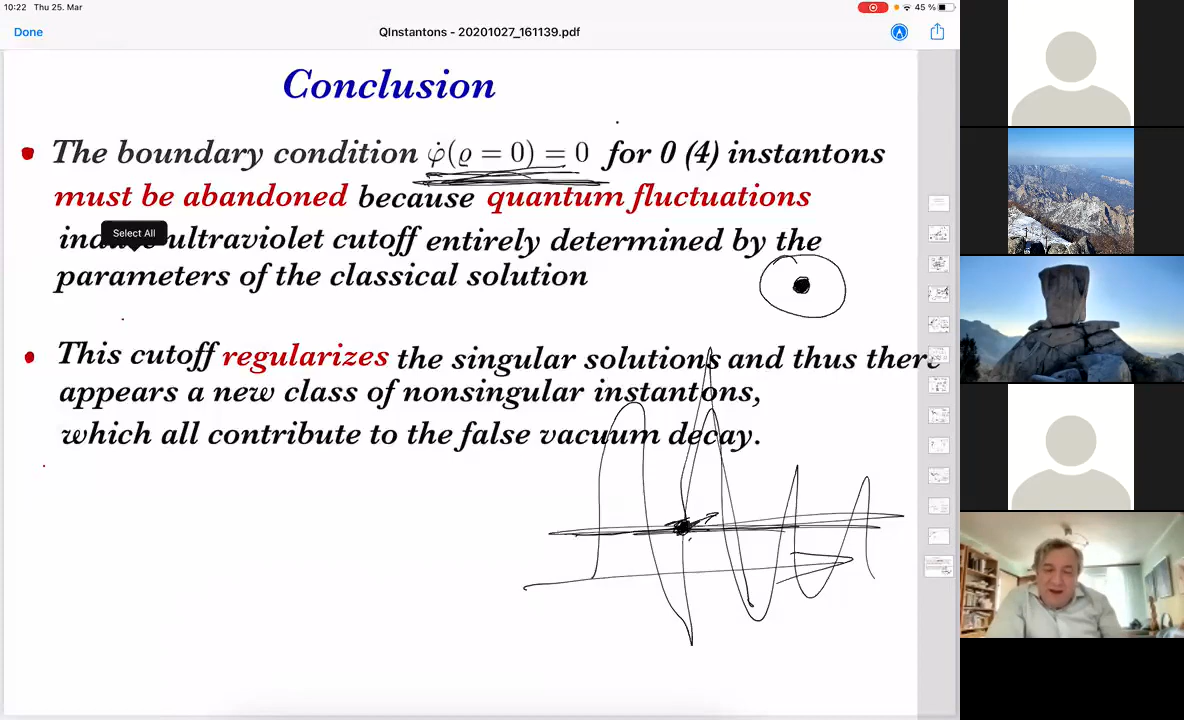 10:22 Thu 25. Mar
45 %
Done
QInstantons - 20201027_161139.pdf
Conclusion
The boundary condition φ̇(ϱ = 0) = 0 for 0 (4) instantons
must be abandoned because quantum fluctuations
Select All
ultraviolet cutoff entirely determined by the
parameters of the classical solution
This cutoff regularizes the singular solutions and thus there
appears a new class of nonsingular instantons,
which all contribute to the false vacuum decay.